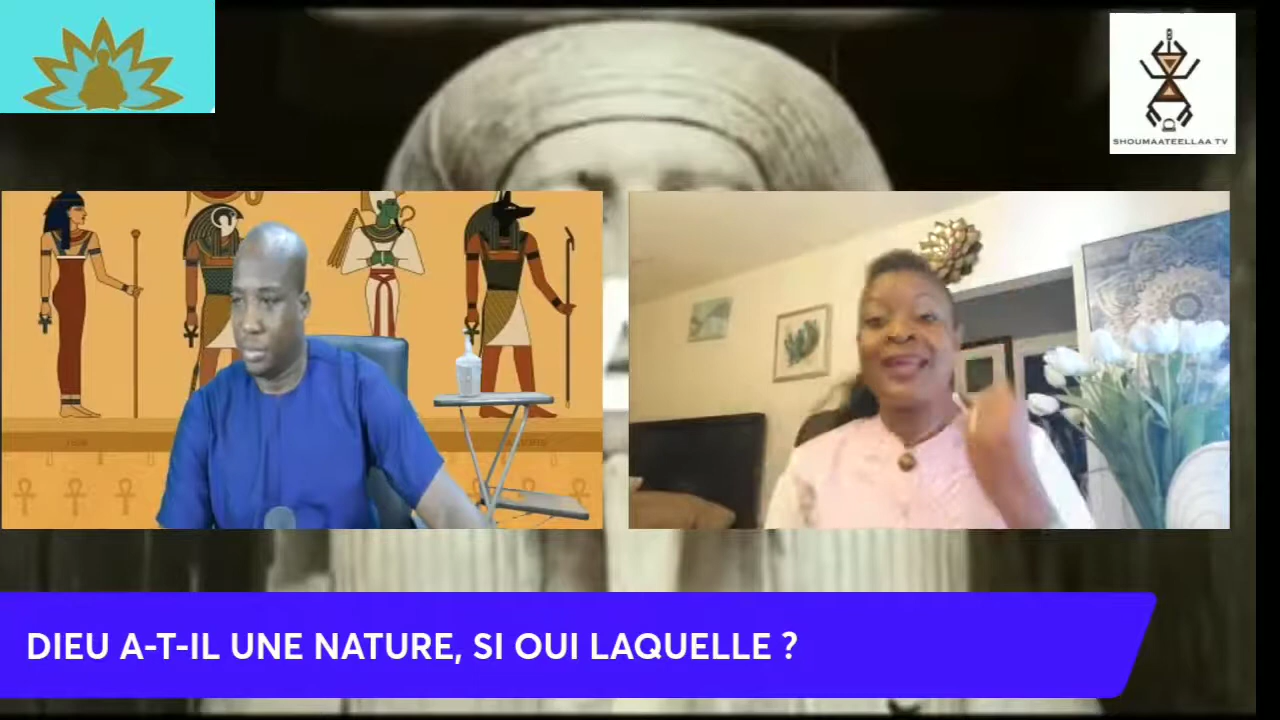 SHOUMAATEELLAA TV
DIEU A-T-IL UNE NATURE, SI OUI LAQUELLE ?